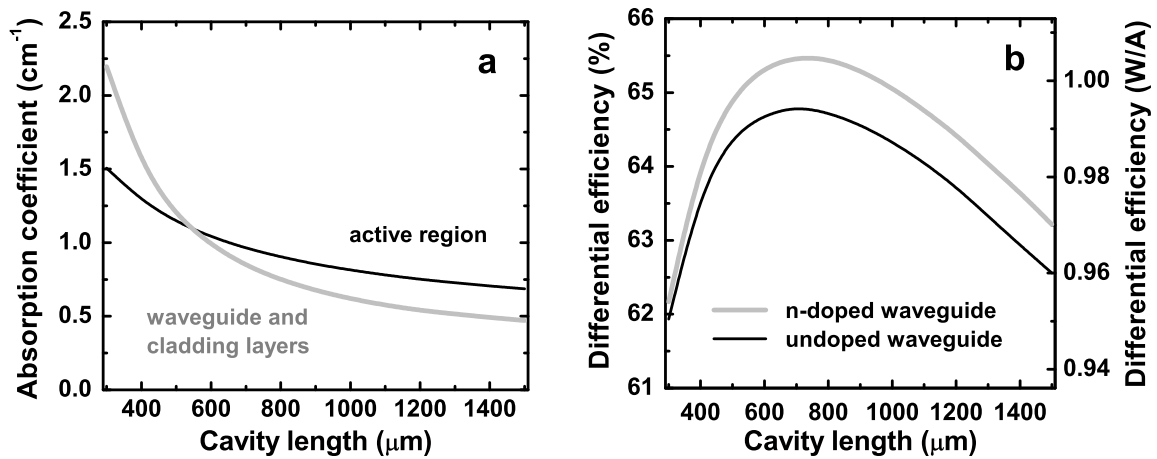 a
Absorption coefficient (cm⁻¹)
2.5
2.0
1.5
1.0
0.5
0.0
active region
waveguide and
cladding layers
400 600 800 1000 1200 1400
Cavity length (μm)
b
Differential efficiency (%)
66
65
64
63
62
61
n-doped waveguide
undoped waveguide
400 600 800 1000 1200 1400
Cavity length (μm)
1.00
0.98
0.96
0.94
Differential efficiency (W/A)